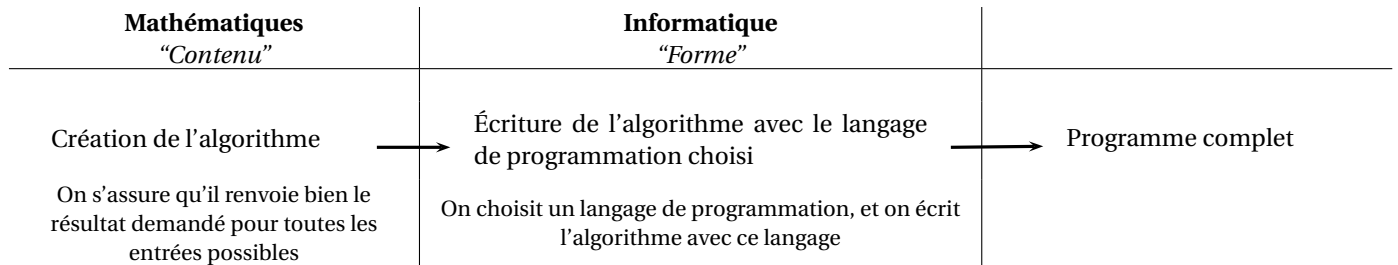 Mathématiques
“Contenu”
Informatique
“Forme”
Création de l’algorithme
Écriture de l’algorithme avec le langage
de programmation choisi
Programme complet
On s’assure qu’il renvoie bien le
résultat demandé pour toutes les
entrées possibles
On choisit un langage de programmation, et on écrit
l’algorithme avec ce langage